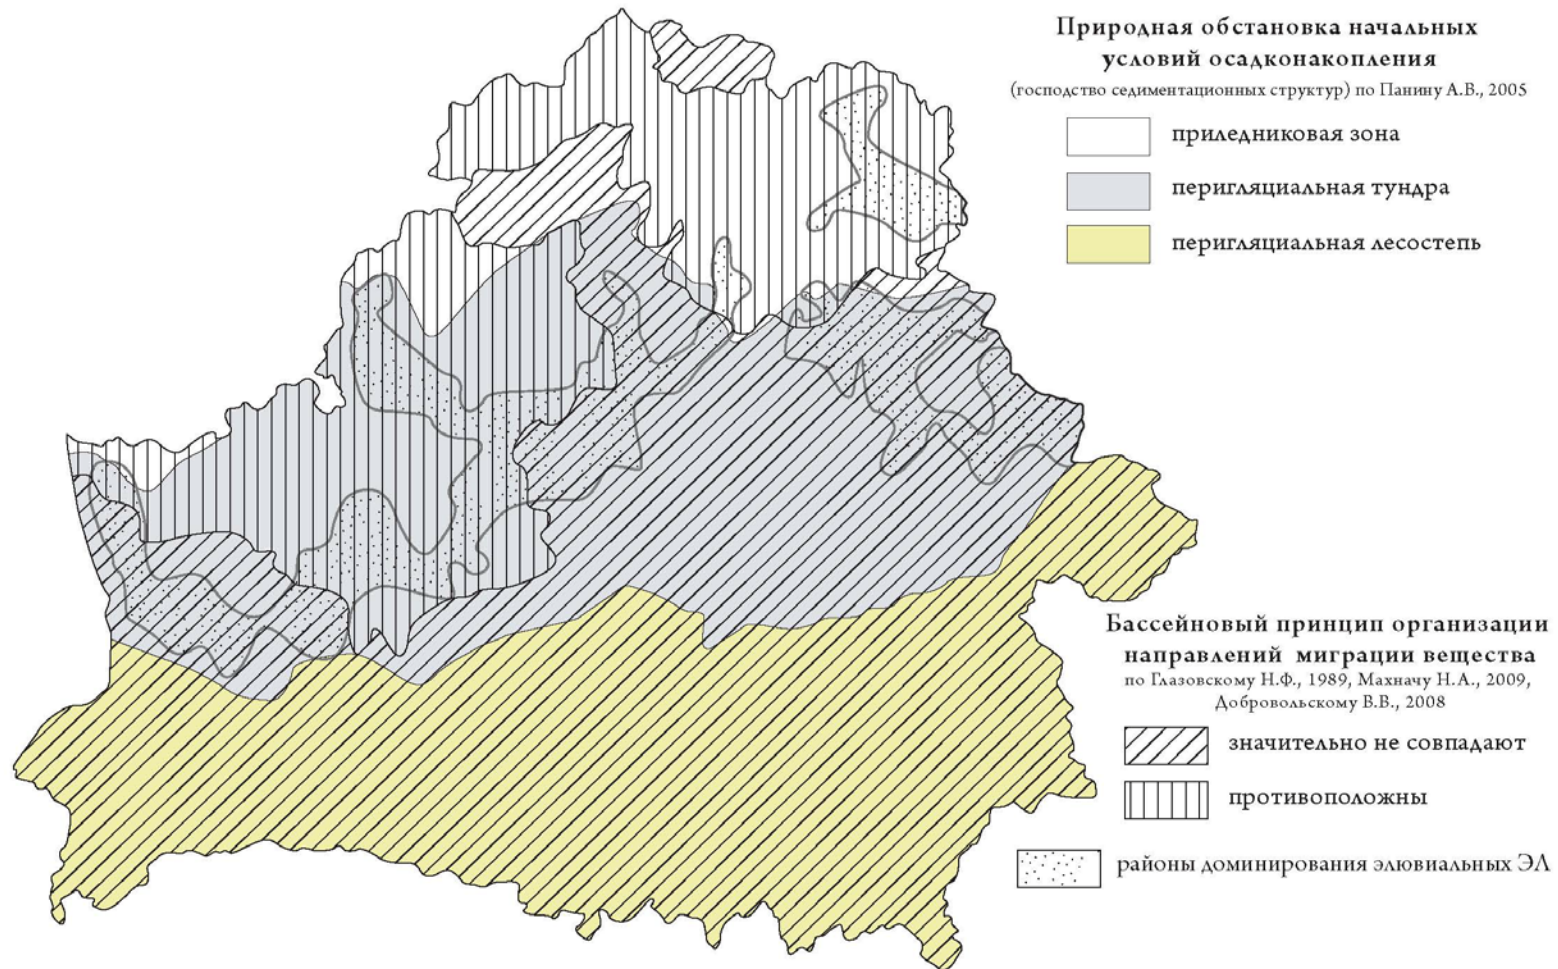 Природная обстановка начальных
условий осадконакопления
(господство седиментационных структур) по Панину А.В., 2005
приледниковая зона
перигляциальная тундра
перигляциальная лесостепь
Бассейновый принцип организации
направлений миграции вещества
по Глазовскому Н.Ф., 1989, Махначу Н.А., 2009,
Добровольскому В.В., 2008
значительно не совпадают
противоположны
районы доминирования элювиальных ЭЛ